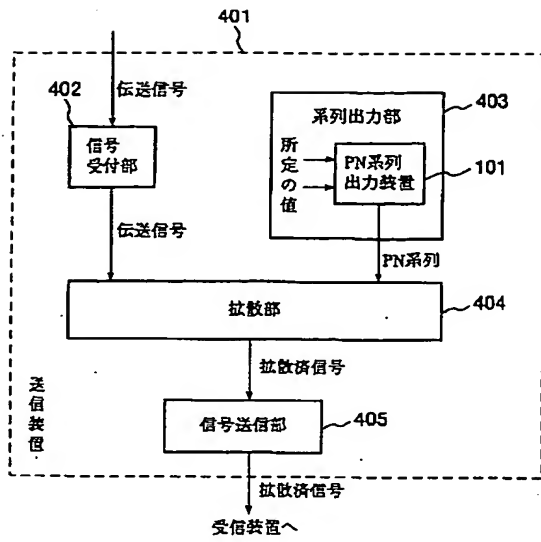 401
伝送信号
402
信号
受付部
403
系列出力部
所定の値
PN系列
出力装置
101
伝送信号
PN系列
拡散部
404
拡散済信号
送信装置
信号送信部
405
拡散済信号
受信装置へ